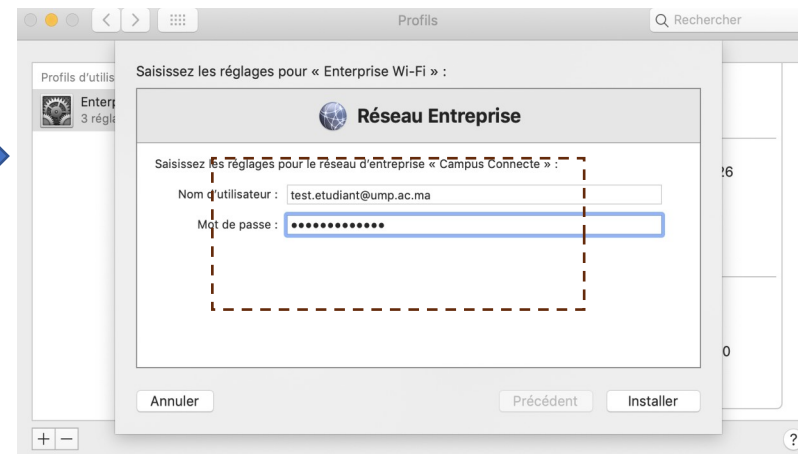 Profils
Rechercher
Profils d'utilis
Enterp
3 régla
Saisissez les réglages pour « Enterprise Wi-Fi » :
Réseau Entreprise
Saisissez les réglages pour le réseau d'entreprise « Campus Connecte » :
Nom d'utilisateur : test.etudiant@ump.ac.ma
Mot de passe : •••••••••••••
26
0
Annuler
Précédent
Installer
+ −
?